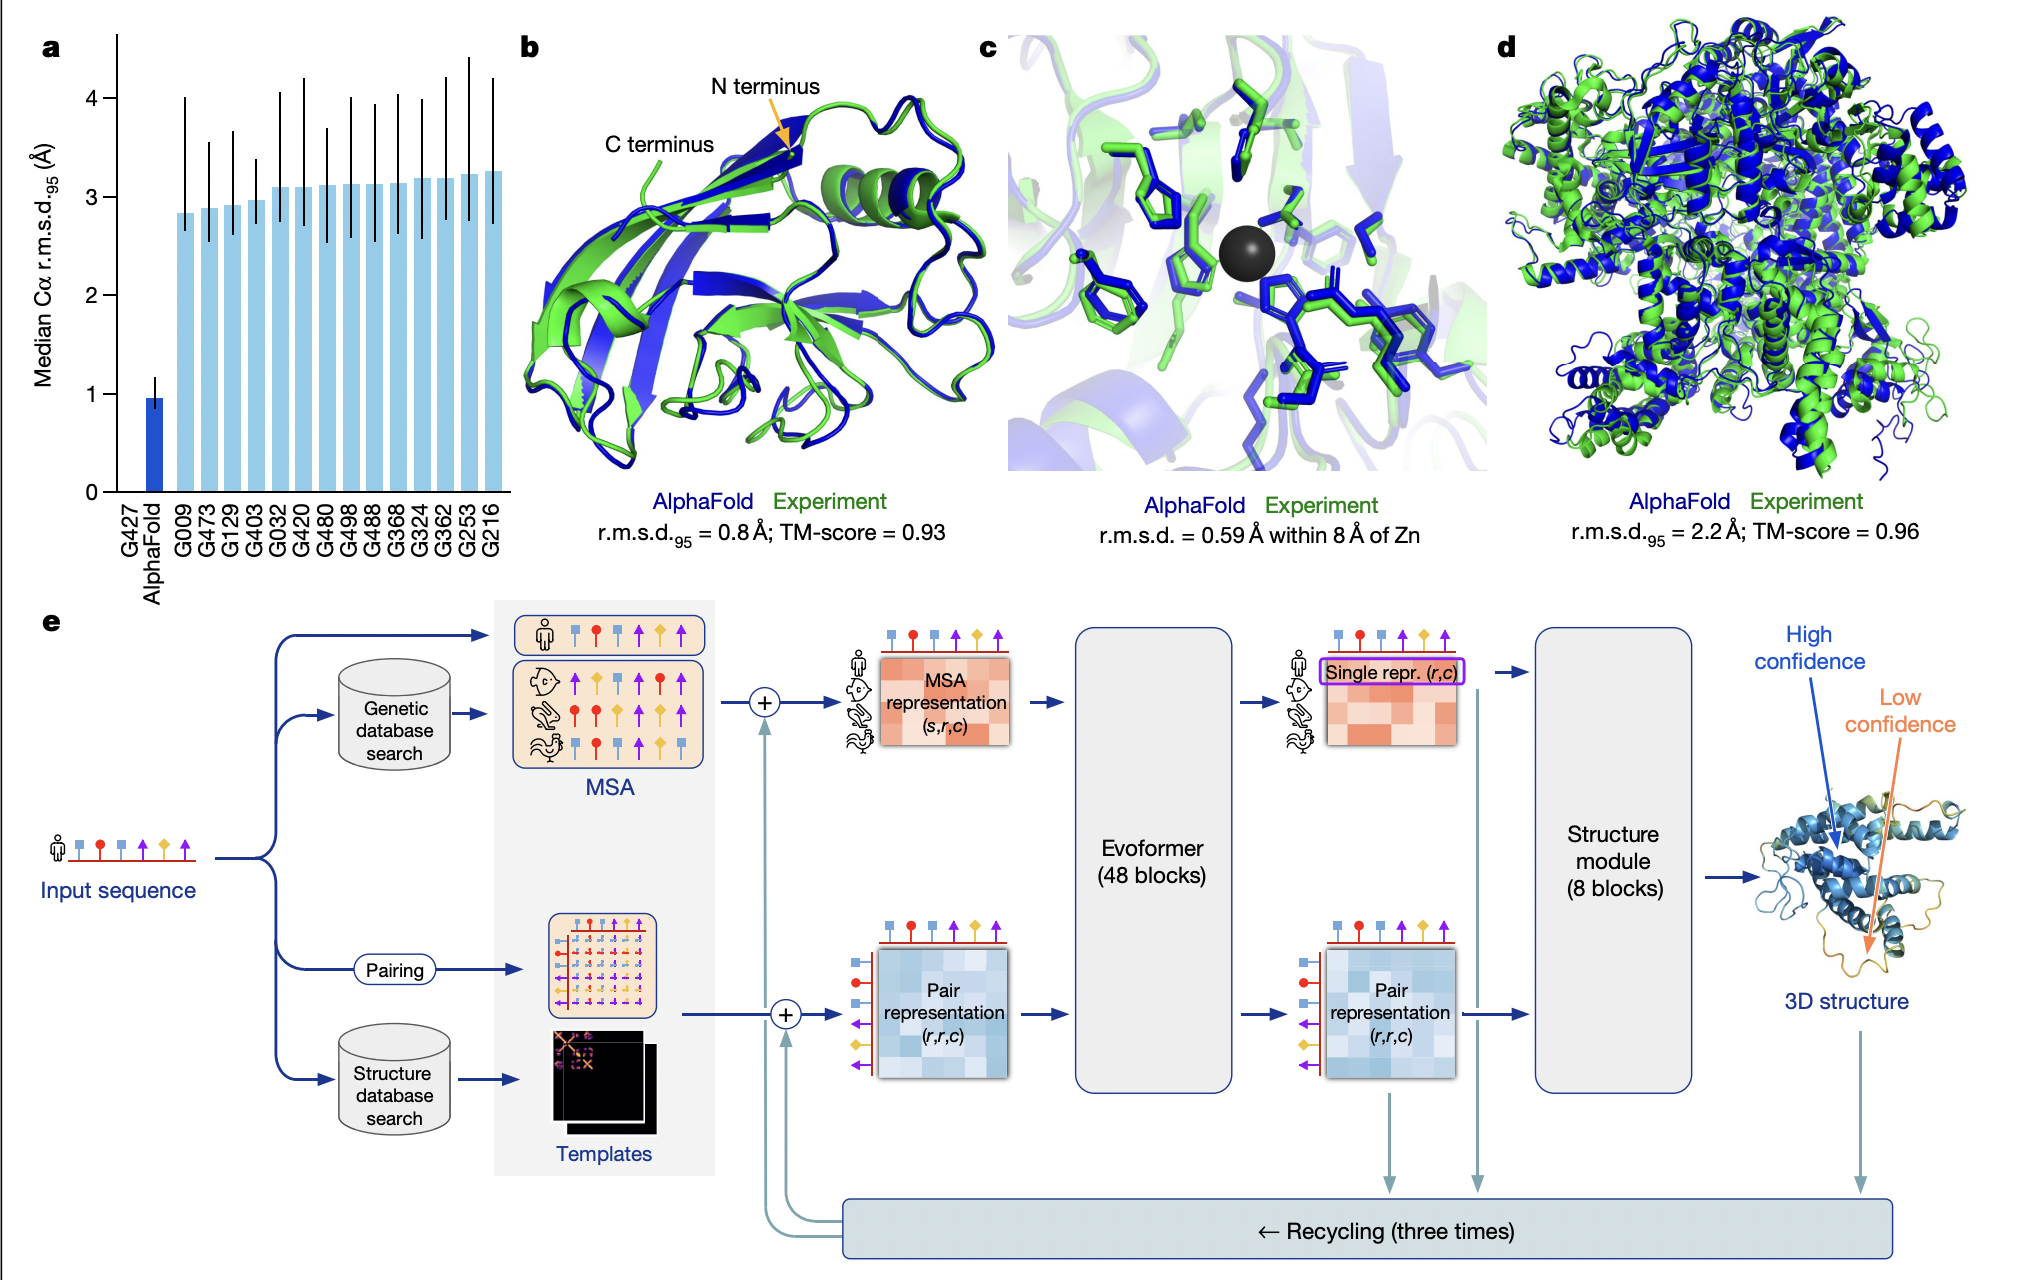 a
Median Cα r.m.s.d.95 (Å)
4
3
2
1
0
G427
AlphaFold
G009
G473
G129
G403
G032
G420
G480
G498
G488
G368
G324
G362
G253
G216
b
N terminus
C terminus
AlphaFold Experiment
r.m.s.d.95 = 0.8 Å; TM-score = 0.93
c
AlphaFold Experiment
r.m.s.d. = 0.59 Å within 8 Å of Zn
d
AlphaFold Experiment
r.m.s.d.95 = 2.2 Å; TM-score = 0.96
e
Input sequence
Genetic
database
search
MSA
Pairing
Structure
database
search
Templates
+
+
MSA
representation
(s,r,c)
Pair
representation
(r,r,c)
Evoformer
(48 blocks)
Single repr. (r,c)
Pair
representation
(r,r,c)
Structure
module
(8 blocks)
High
confidence
Low
confidence
3D structure
← Recycling (three times)